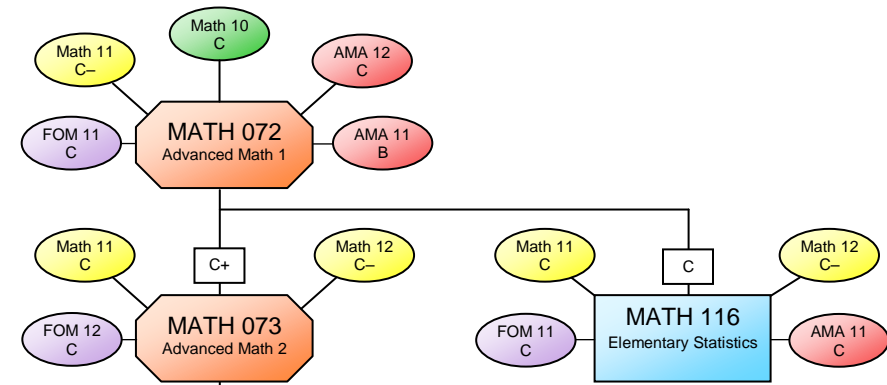 Math 10
C
Math 11
C–
AMA 12
C
FOM 11
C
MATH 072
Advanced Math 1
AMA 11
B
C+
C
Math 11
C
Math 12
C–
Math 11
C
Math 12
C–
FOM 12
C
MATH 073
Advanced Math 2
FOM 11
C
MATH 116
Elementary Statistics
AMA 11
C